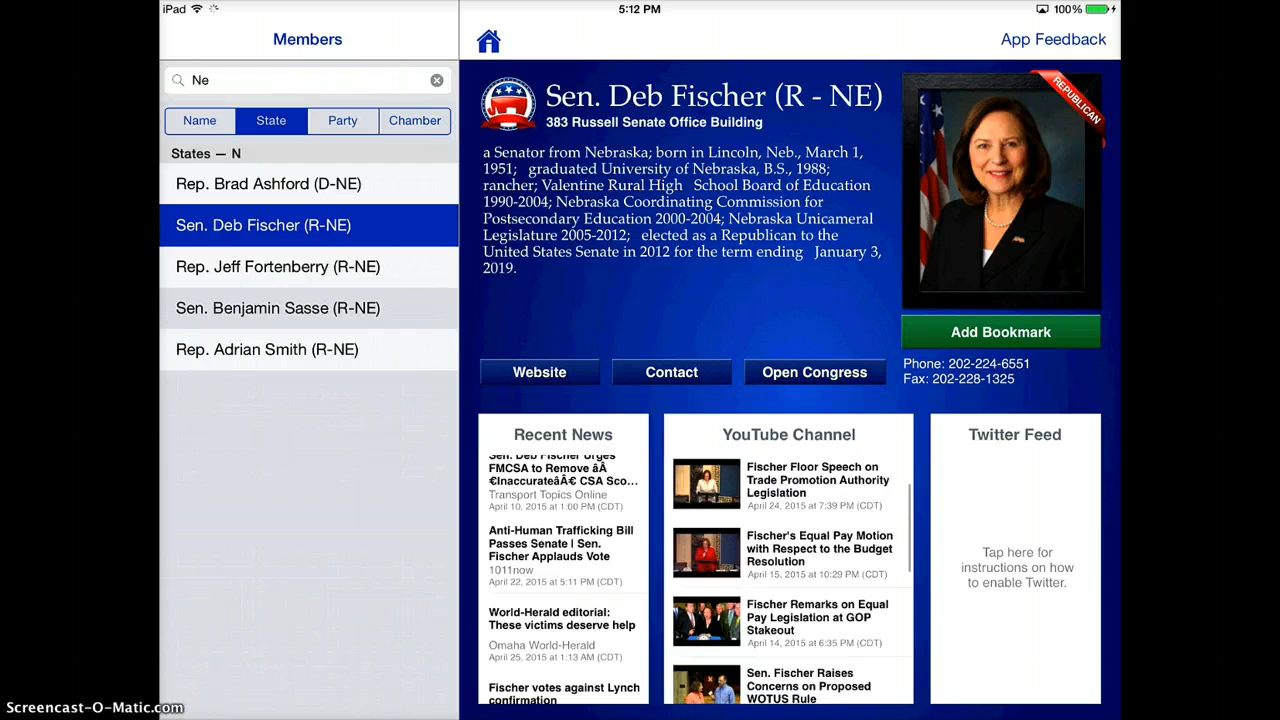 iPad
5:12 PM
100%
Members
App Feedback
Ne
Name
State
Party
Chamber
States — N
Rep. Brad Ashford (D-NE)
Sen. Deb Fischer (R-NE)
Rep. Jeff Fortenberry (R-NE)
Sen. Benjamin Sasse (R-NE)
Rep. Adrian Smith (R-NE)
Sen. Deb Fischer (R - NE)
383 Russell Senate Office Building
REPUBLICAN
a Senator from Nebraska; born in Lincoln, Neb., March 1,
1951; graduated University of Nebraska, B.S., 1988;
rancher; Valentine Rural High School Board of Education
1990-2004; Nebraska Coordinating Commission for
Postsecondary Education 2000-2004; Nebraska Unicameral
Legislature 2005-2012; elected as a Republican to the
United States Senate in 2012 for the term ending January 3,
2019.
Add Bookmark
Phone: 202-224-6551
Fax: 202-228-1325
Website
Contact
Open Congress
Recent News
Sen. Deb Fischer Urges
FMCSA to Remove âÂ
€Inaccurateâ€ CSA Sco...
Transport Topics Online
April 10, 2015 at 1:00 PM (CDT)
Anti-Human Trafficking Bill
Passes Senate | Sen.
Fischer Applauds Vote
1011now
April 22, 2015 at 5:11 PM (CDT)
World-Herald editorial:
These victims deserve help
Omaha World-Herald
April 25, 2015 at 1:13 AM (CDT)
Fischer votes against Lynch
confirmation
YouTube Channel
Fischer Floor Speech on
Trade Promotion Authority
Legislation
April 24, 2015 at 7:39 PM (CDT)
Fischer's Equal Pay Motion
with Respect to the Budget
Resolution
April 15, 2015 at 10:29 PM (CDT)
Fischer Remarks on Equal
Pay Legislation at GOP
Stakeout
April 14, 2015 at 6:35 PM (CDT)
Sen. Fischer Raises
Concerns on Proposed
WOTUS Rule
Twitter Feed
Tap here for
instructions on how
to enable Twitter.
Screencast-O-Matic.com